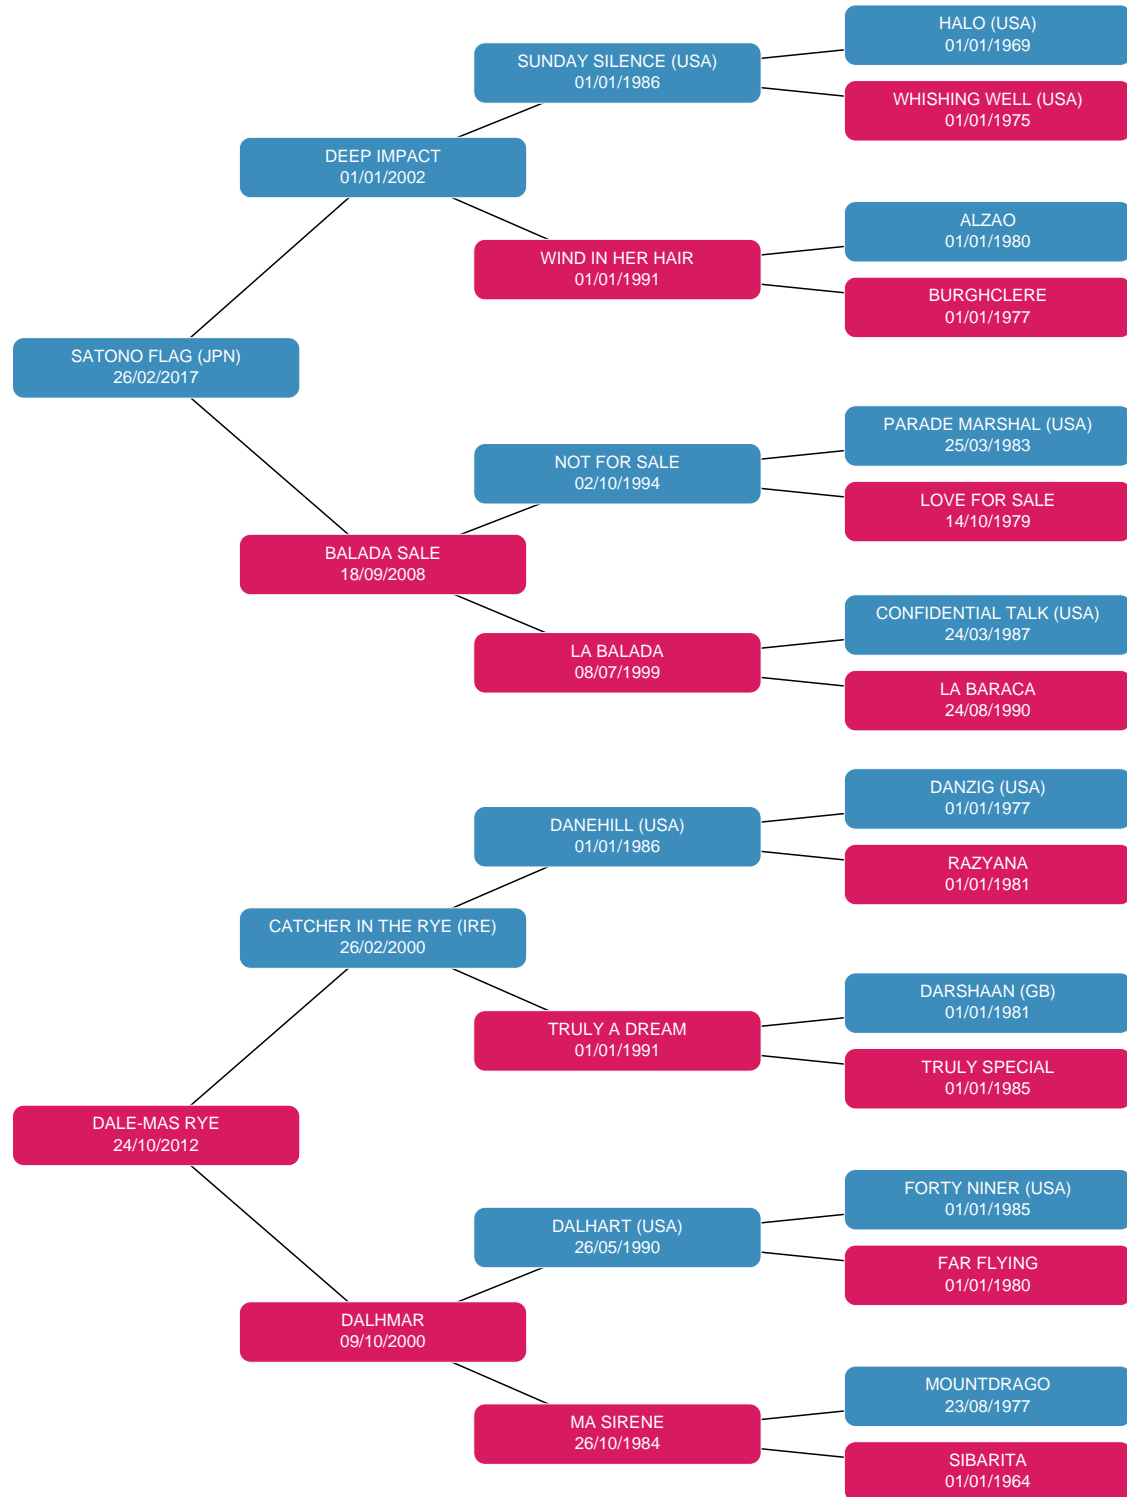 HALO (USA)
01/01/1969
SUNDAY SILENCE (USA)
01/01/1986
WHISHING WELL (USA)
01/01/1975
DEEP IMPACT
01/01/2002
ALZAO
01/01/1980
WIND IN HER HAIR
01/01/1991
BURGHCLERE
01/01/1977
SATONO FLAG (JPN)
26/02/2017
PARADE MARSHAL (USA)
25/03/1983
NOT FOR SALE
02/10/1994
LOVE FOR SALE
14/10/1979
BALADA SALE
18/09/2008
CONFIDENTIAL TALK (USA)
24/03/1987
LA BALADA
08/07/1999
LA BARACA
24/08/1990
DANZIG (USA)
01/01/1977
DANEHILL (USA)
01/01/1986
RAZYANA
01/01/1981
CATCHER IN THE RYE (IRE)
26/02/2000
DARSHAAN (GB)
01/01/1981
TRULY A DREAM
01/01/1991
TRULY SPECIAL
01/01/1985
DALE-MAS RYE
24/10/2012
FORTY NINER (USA)
01/01/1985
DALHART (USA)
26/05/1990
FAR FLYING
01/01/1980
DALHMAR
09/10/2000
MOUNTDRAGO
23/08/1977
MA SIRENE
26/10/1984
SIBARITA
01/01/1964